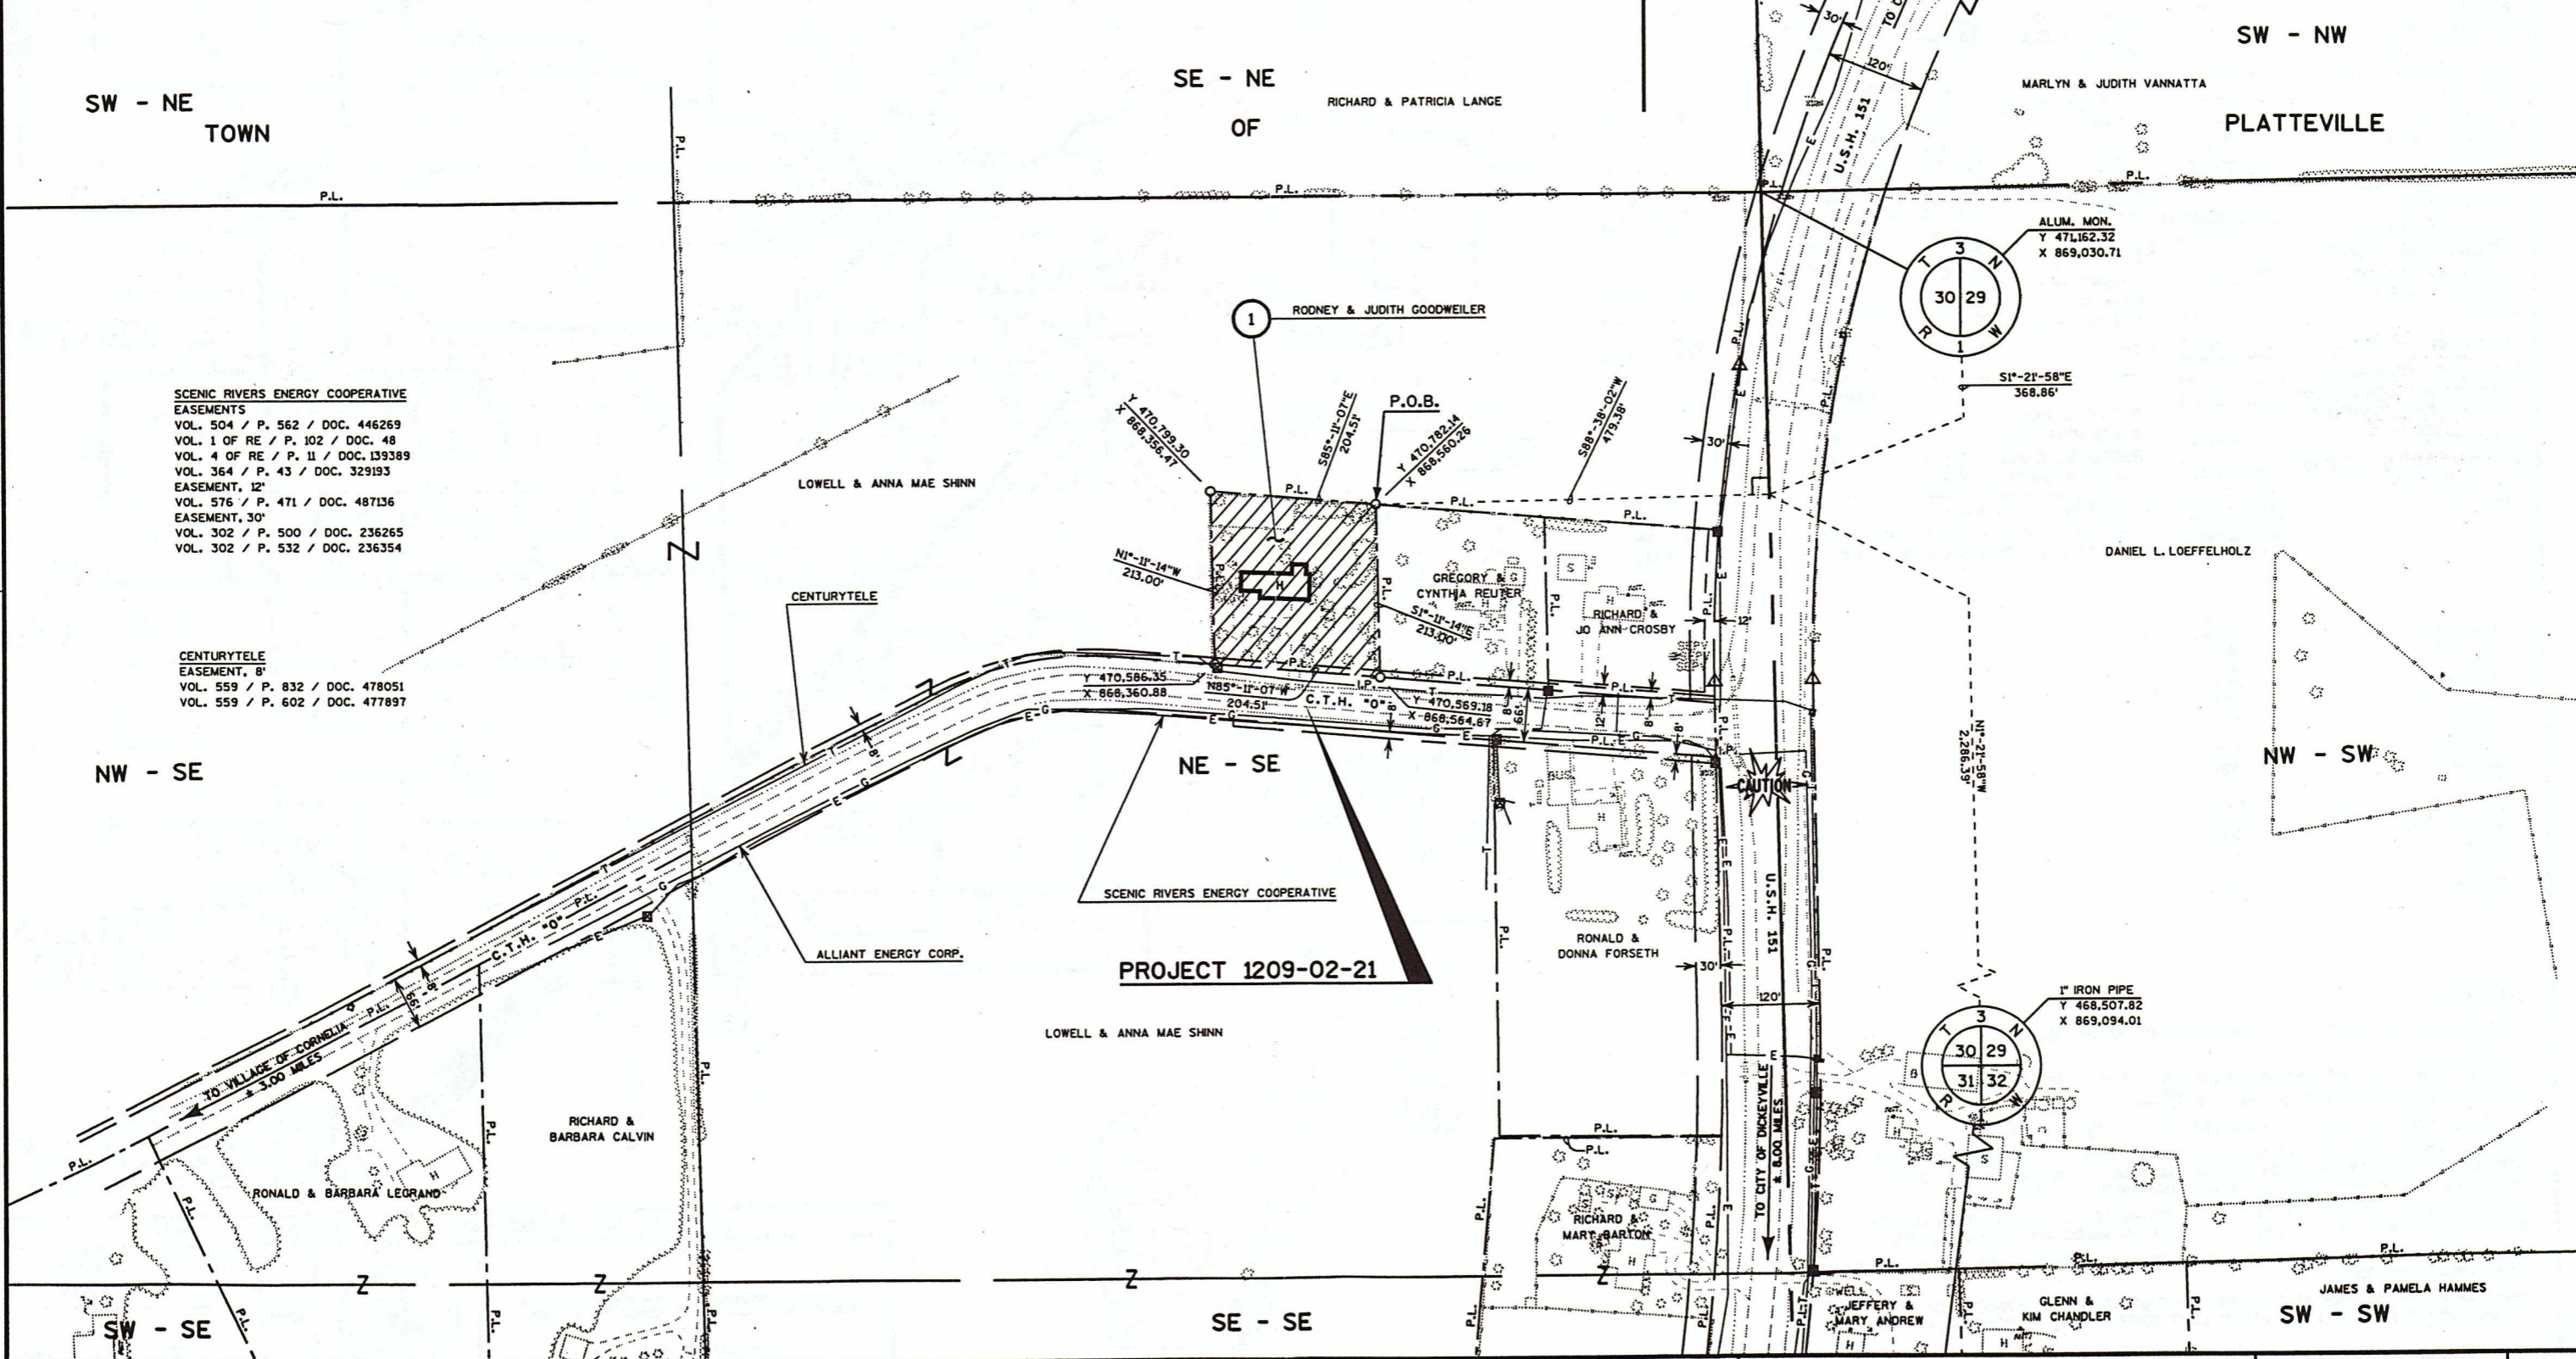 SW - NE
TOWN
SE - NE
OF
RICHARD & PATRICIA LANGE
SW - NW
MARLYN & JUDITH VANNATTA
PLATTEVILLE
30'
120'
U.S.H. 151
P.L.
P.L.
P.L.
P.L.
P.L.
ALUM. MON.
Y 471,162.32
X 869,030.71
T 3 N
30 29
R 1 W
S1°-21'-58"E
368.86'
1
RODNEY & JUDITH GOODWEILER
SCENIC RIVERS ENERGY COOPERATIVE
EASEMENTS
VOL. 504 / P. 562 / DOC. 446269
VOL. 1 OF RE / P. 102 / DOC. 48
VOL. 4 OF RE / P. 11 / DOC. 139389
VOL. 364 / P. 43 / DOC. 329193
EASEMENT, 12'
VOL. 576 / P. 471 / DOC. 487136
EASEMENT, 30'
VOL. 302 / P. 500 / DOC. 236265
VOL. 302 / P. 532 / DOC. 236354
LOWELL & ANNA MAE SHINN
Y 470,799.30
X 868,356.47
S85°-11'-07"E
204.51'
P.O.B.
Y 470,782.14
X 868,560.26
S88°-38'-02"W
479.38'
30'
P.L.
P.L.
P.L.
N1°-11'-14"W
213.00'
H
P.L.
P.L.
S1°-11'-14"E
213.00'
GREGORY &
CYNTHIA REUTER
RICHARD &
JO ANN CROSBY
12'
DANIEL L. LOEFFELHOLZ
CENTURYTELE
CENTURYTELE
EASEMENT, 8'
VOL. 559 / P. 832 / DOC. 478051
VOL. 559 / P. 602 / DOC. 477897
Y 470,586.35
X 868,360.88
N85°-11'-07"W
204.51'
I.P.
C.T.H. "O"
Y 470,569.18
X 868,564.67
8'
66'
12'
8'
8'
N1°-21'-58"W
2,286.39'
NW - SE
NE - SE
NW - SW
CAUTION
U.S.H. 151
SCENIC RIVERS ENERGY COOPERATIVE
ALLIANT ENERGY CORP.
PROJECT 1209-02-21
C.T.H. "O"
P.L.
8'
66'
RONALD &
DONNA FORSETH
30'
120'
LOWELL & ANNA MAE SHINN
1" IRON PIPE
Y 468,507.82
X 869,094.01
T 3 N
30 29
31 32
R W
TO VILLAGE OF CORNELIA
± 3.00 MILES
TO CITY OF DICKEYVILLE
± 8.00 MILES
RICHARD &
BARBARA CALVIN
RONALD & BARBARA LEGRAND
P.L.
P.L.
RICHARD &
MARY BARTON
P.L.
P.L.
JAMES & PAMELA HAMMES
SW - SE
SE - SE
WELL
JEFFERY &
MARY ANDREW
GLENN &
KIM CHANDLER
SW - SW